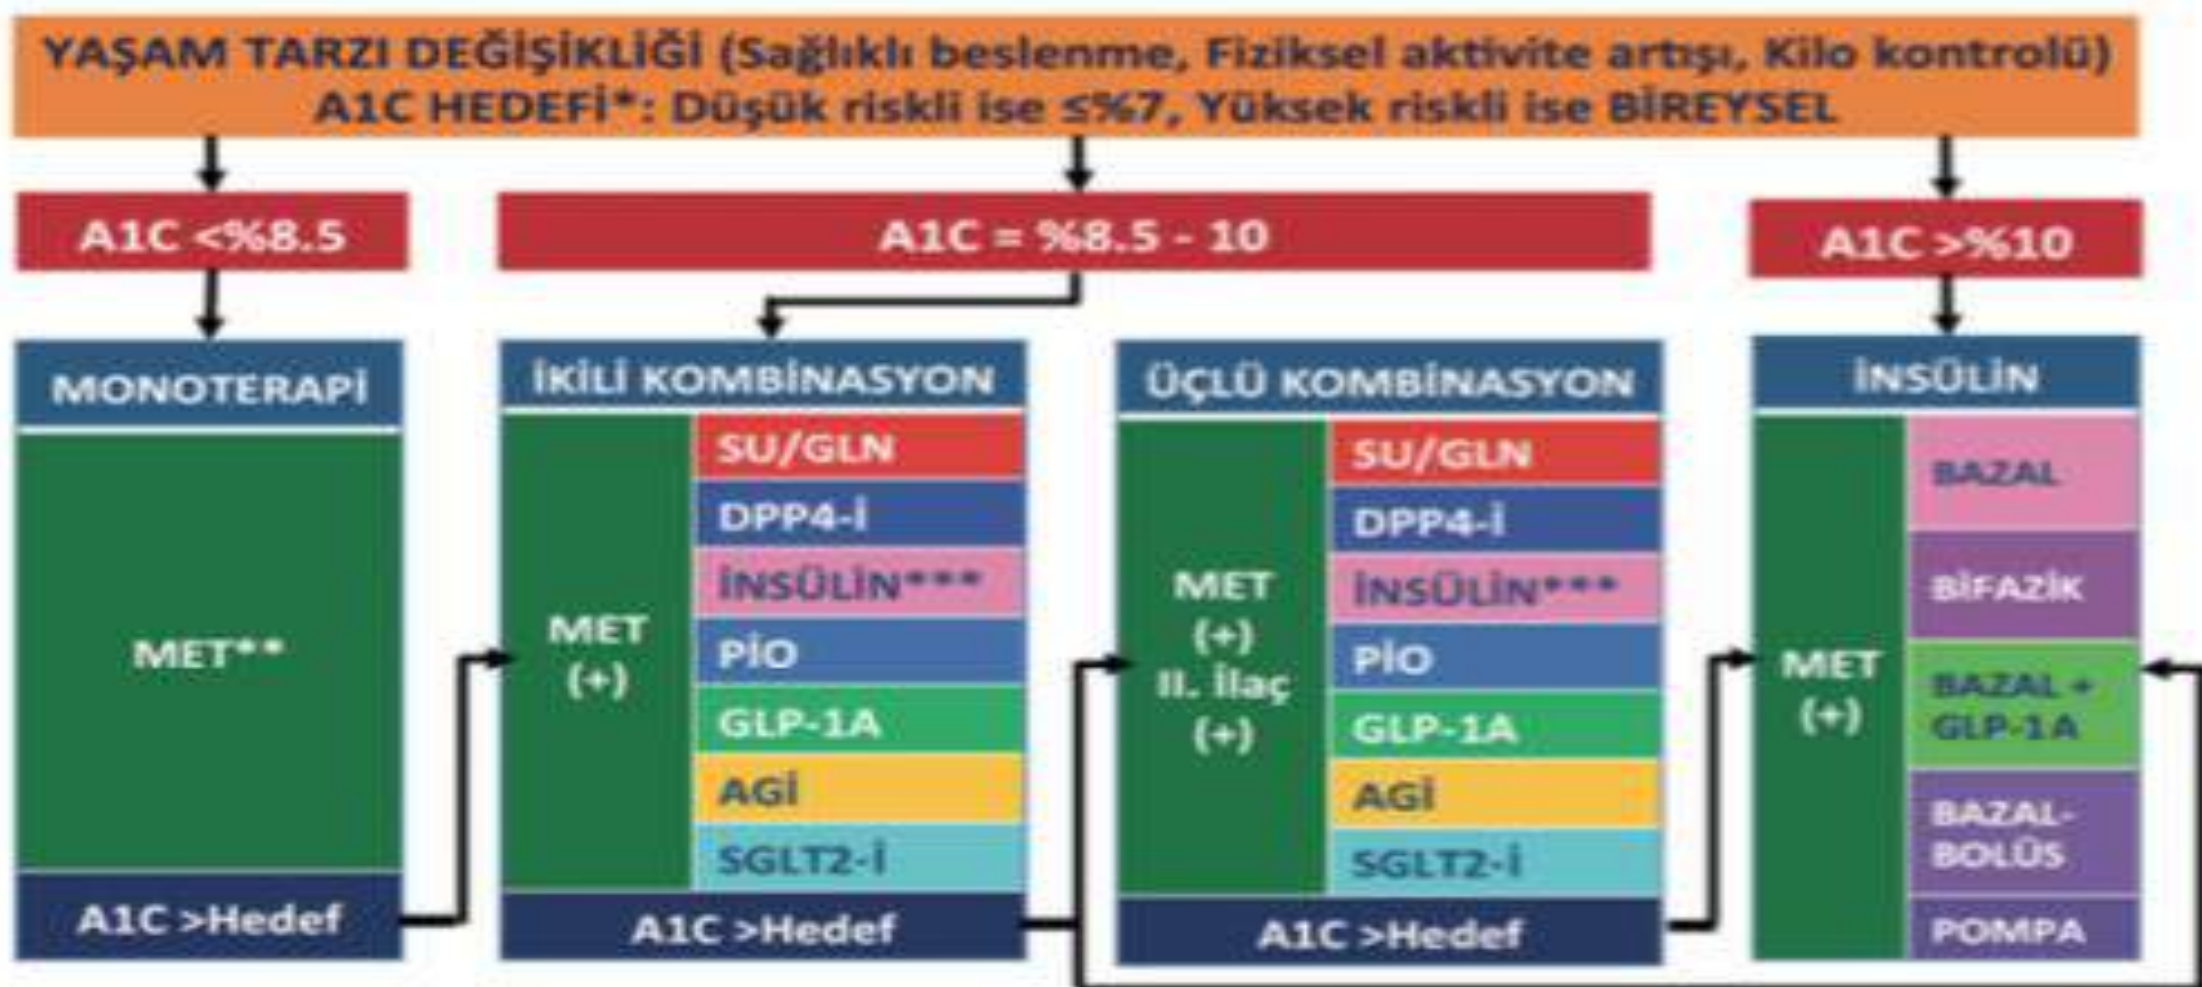 YAŞAM TARZI DEĞİŞİKLİĞİ (Sağlıklı beslenme, Fiziksel aktivite artışı, Kilo kontrolü)
A1C HEDEFİ*: Düşük riskli ise ≤%7, Yüksek riskli ise BİREYSEL
A1C <%8.5
A1C = %8.5 - 10
A1C >%10
MONOTERAPİ
MET**
A1C >Hedef
İKİLİ KOMBİNASYON
MET
(+)
SU/GLN
DPP4-İ
İNSÜLİN***
PİO
GLP-1A
AGİ
SGLT2-İ
A1C >Hedef
ÜÇLÜ KOMBİNASYON
MET
(+)
II. İlaç
(+)
SU/GLN
DPP4-İ
İNSÜLİN***
PİO
GLP-1A
AGİ
SGLT2-İ
A1C >Hedef
İNSÜLİN
MET
(+)
BAZAL
BİFAZİK
BAZAL +
GLP-1A
BAZAL-
BOLÜS
POMPA